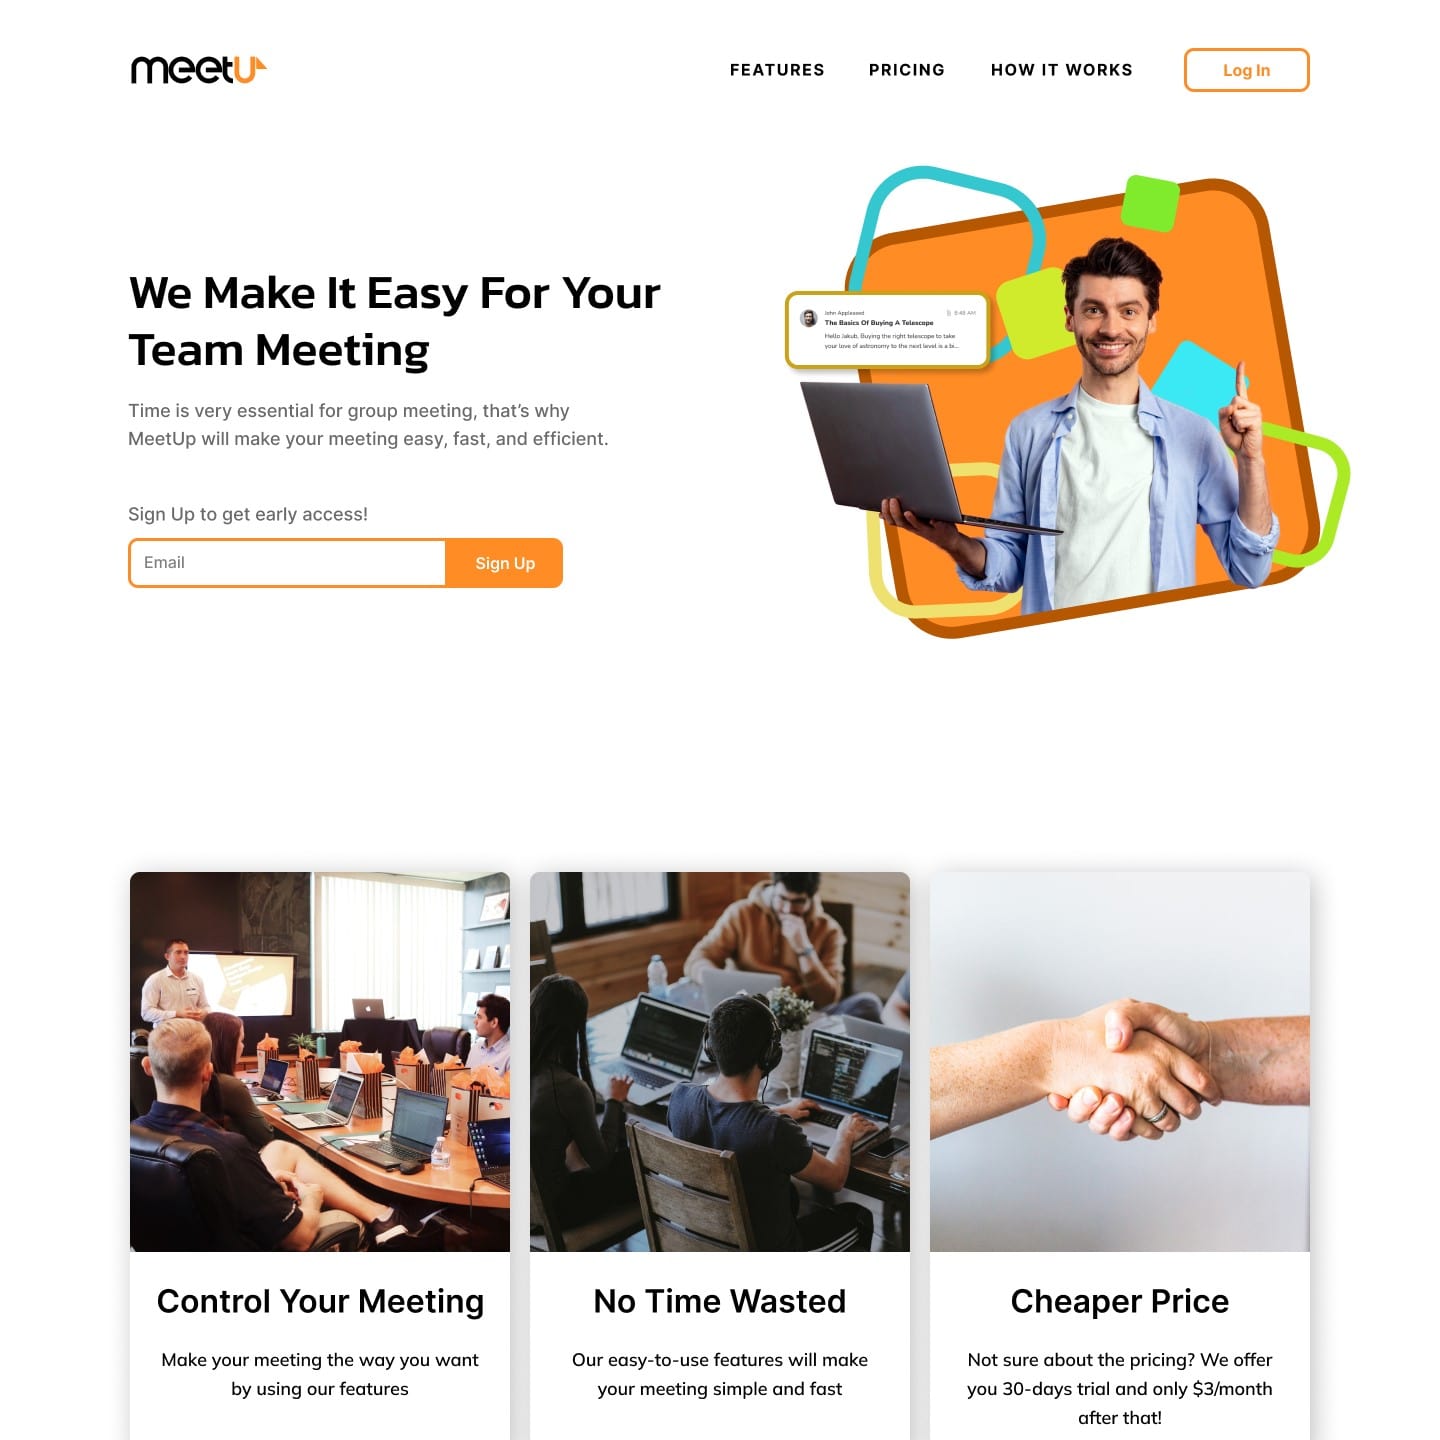 meetU
FEATURES PRICING HOW IT WORKS Log In
We Make It Easy For Your
Team Meeting
Time is very essential for group meeting, that’s why
MeetUp will make your meeting easy, fast, and efficient.
Sign Up to get early access!
Email Sign Up
John Appleseed 8:48 AM
The Basics Of Buying A Telescope
Hello Jakub, Buying the right telescope to take
your love of astronomy to the next level is a bi...
Control Your Meeting
Make your meeting the way you want
by using our features
No Time Wasted
Our easy-to-use features will make
your meeting simple and fast
Cheaper Price
Not sure about the pricing? We offer
you 30-days trial and only $3/month
after that!